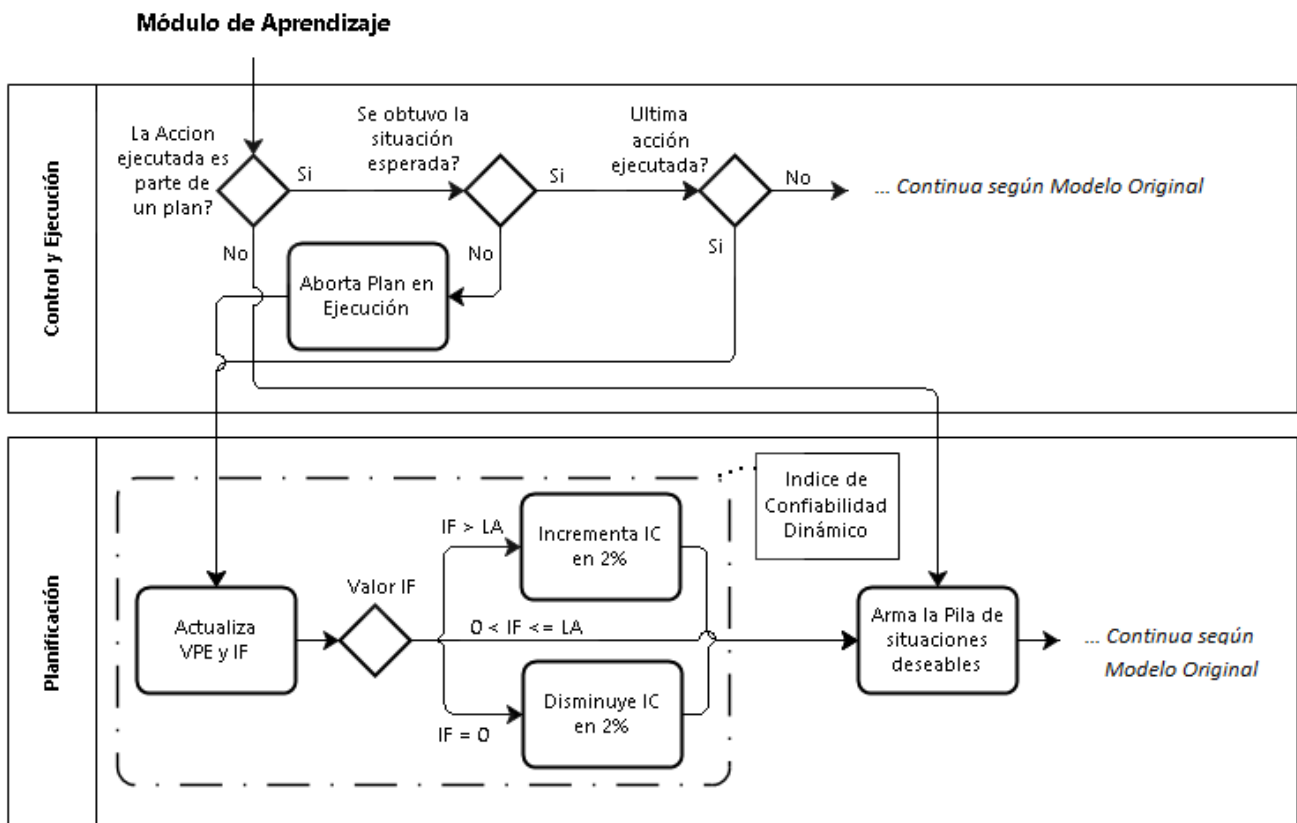 Módulo de Aprendizaje
Control y Ejecución
La Accion
ejecutada es
parte de
un plan?
Si
No
Se obtuvo la
situación
esperada?
Si
No
Ultima
acción
ejecutada?
No
Si
... Continua según Modelo Original
Aborta Plan en
Ejecución
Planificación
Indice de
Confiabilidad
Dinámico
Actualiza
VPE y IF
Valor IF
IF > LA
Incrementa IC
en 2%
0 < IF <= LA
IF = 0
Disminuye IC
en 2%
Arma la Pila de
situaciones
deseables
... Continua según
Modelo Original